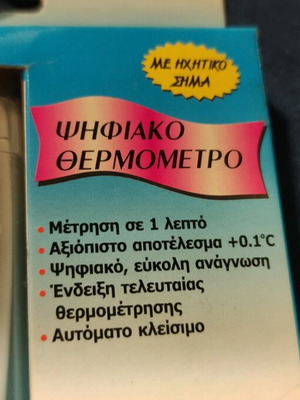 ΜΕ ΗΧΗΤΙΚΟ
ΣΗΜΑ
ΨΗΦΙΑΚΟ
ΘΕΡΜΟΜΕΤΡΟ
• Μέτρηση σε 1 λεπτό
• Αξιόπιστο αποτέλεσμα +0.1°C
• Ψηφιακό, εύκολη ανάγνωση
• Ένδειξη τελευταίας
θερμομέτρησης
• Αυτόματο κλείσιμο